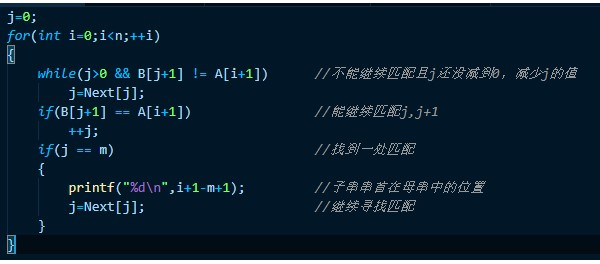 j=0;
for(int i=0;i<n;++i)
{
    while(j>0 && B[j+1] != A[i+1])      //不能继续匹配且j还没减到0，减少j的值
        j=Next[j];
    if(B[j+1] == A[i+1])                //能继续匹配j,j+1
        ++j;
    if(j == m)                          //找到一处匹配
    {
        printf("%d\n",i+1-m+1);         //子串串首在母串中的位置
        j=Next[j];                      //继续寻找匹配
    }
}